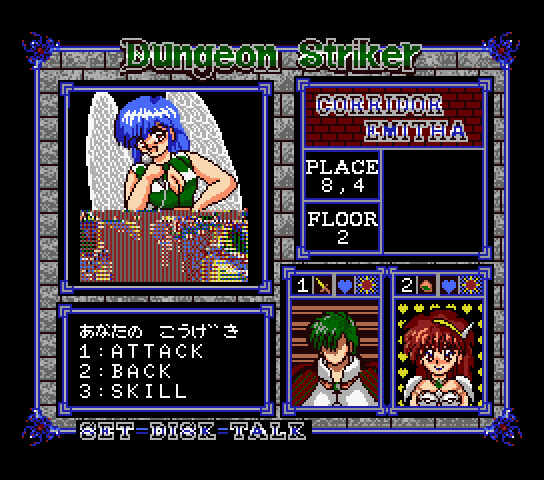 Dungeon Striker
CORRIDOR
EMITHA
PLACE
8,4
FLOOR
2
1
2
あなたの こうげ゛き
1:ATTACK
2:BACK
3:SKILL
SET=DISK=TALK